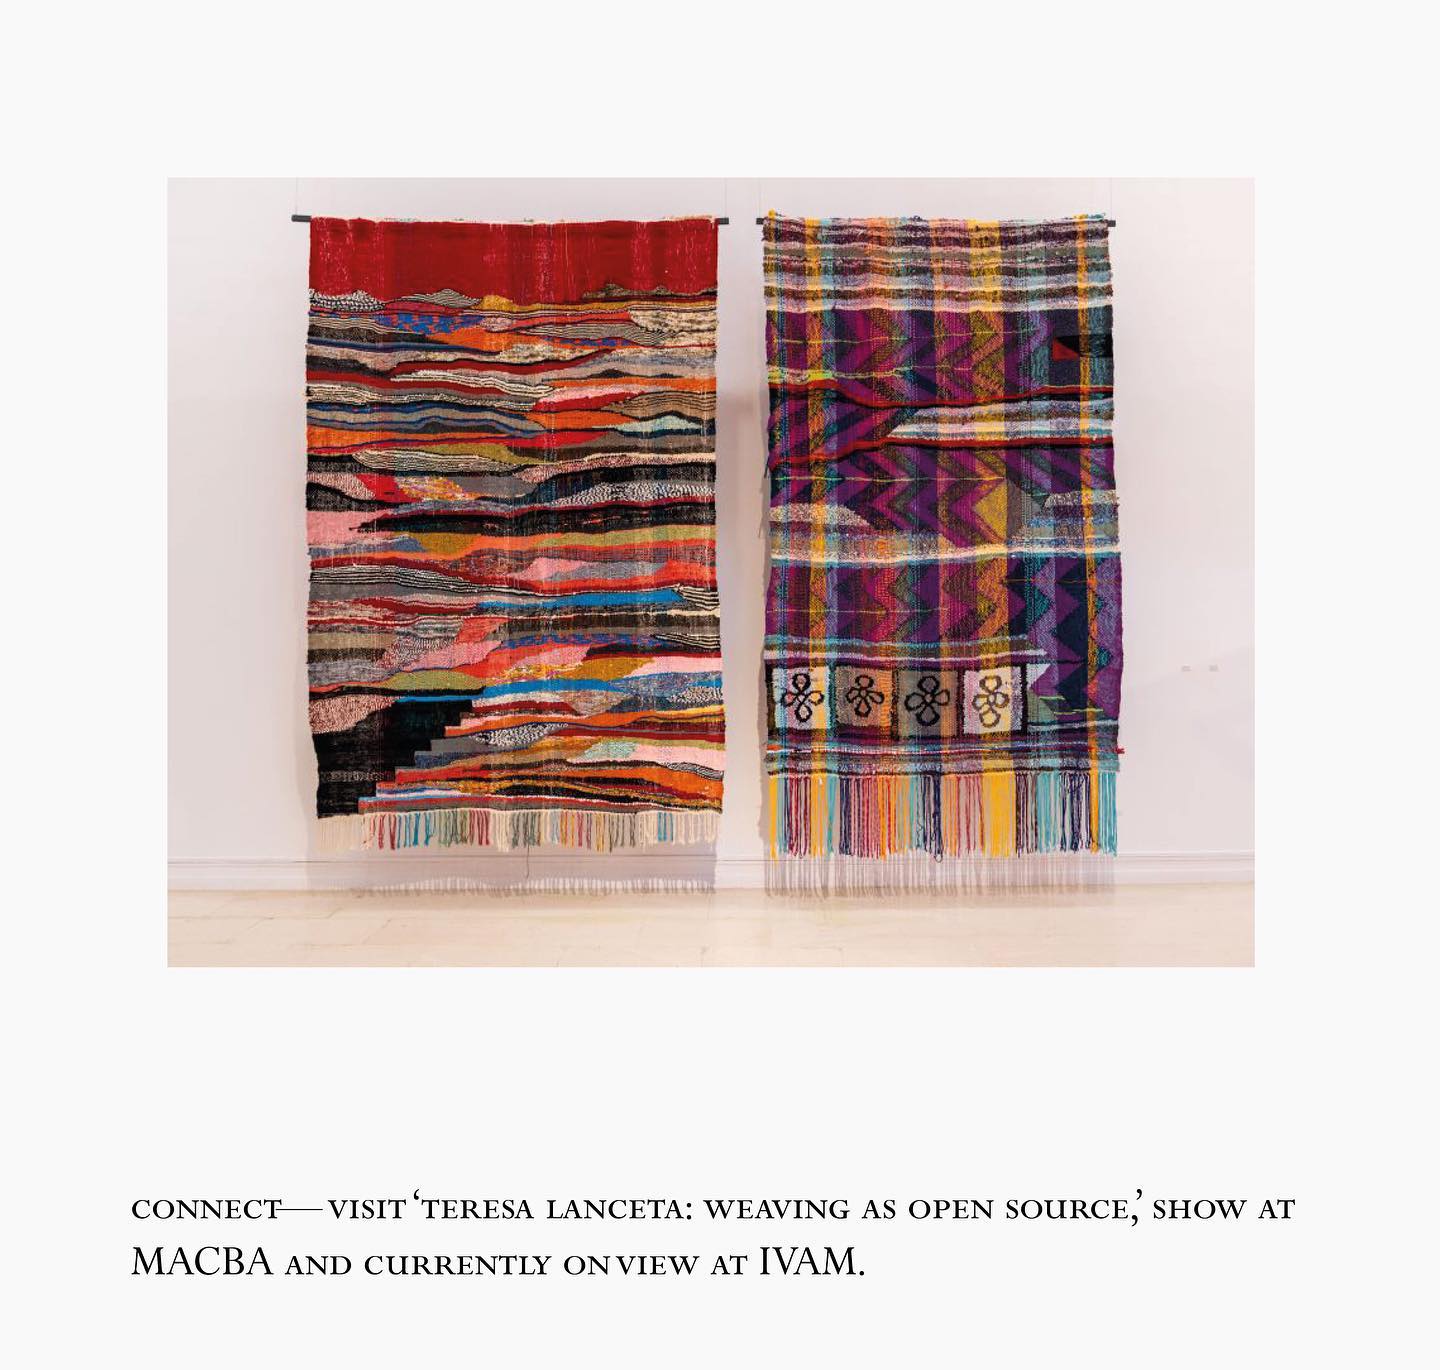 CONNECT—VISIT ‘TERESA LANCETA: WEAVING AS OPEN SOURCE,’ SHOW AT
MACBA AND CURRENTLY ON VIEW AT IVAM.